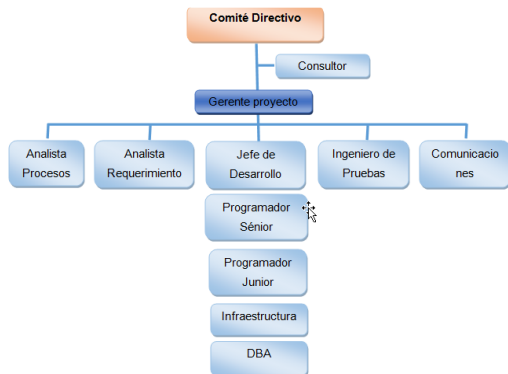 Comité Directivo
Consultor
Gerente proyecto
Analista
Procesos
Analista
Requerimiento
Jefe de
Desarrollo
Ingeniero de
Pruebas
Comunicacio
nes
Programador
Sénior
Programador
Junior
Infraestructura
DBA